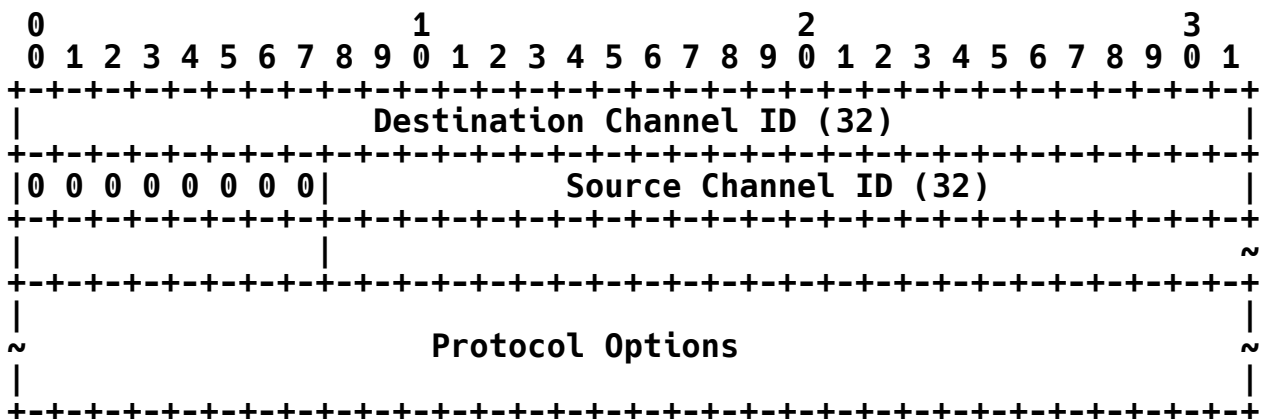 0                   1                   2                   3
 0 1 2 3 4 5 6 7 8 9 0 1 2 3 4 5 6 7 8 9 0 1 2 3 4 5 6 7 8 9 0 1
+-+-+-+-+-+-+-+-+-+-+-+-+-+-+-+-+-+-+-+-+-+-+-+-+-+-+-+-+-+-+-+-+
|                  Destination Channel ID (32)                  |
+-+-+-+-+-+-+-+-+-+-+-+-+-+-+-+-+-+-+-+-+-+-+-+-+-+-+-+-+-+-+-+-+
|0 0 0 0 0 0 0 0|            Source Channel ID (32)             |
+-+-+-+-+-+-+-+-+-+-+-+-+-+-+-+-+-+-+-+-+-+-+-+-+-+-+-+-+-+-+-+-+
|               |                                               ~
+-+-+-+-+-+-+-+-+-+-+-+-+-+-+-+-+-+-+-+-+-+-+-+-+-+-+-+-+-+-+-+-+
|                                                               |
~                     Protocol Options                          ~
|                                                               |
+-+-+-+-+-+-+-+-+-+-+-+-+-+-+-+-+-+-+-+-+-+-+-+-+-+-+-+-+-+-+-+-+